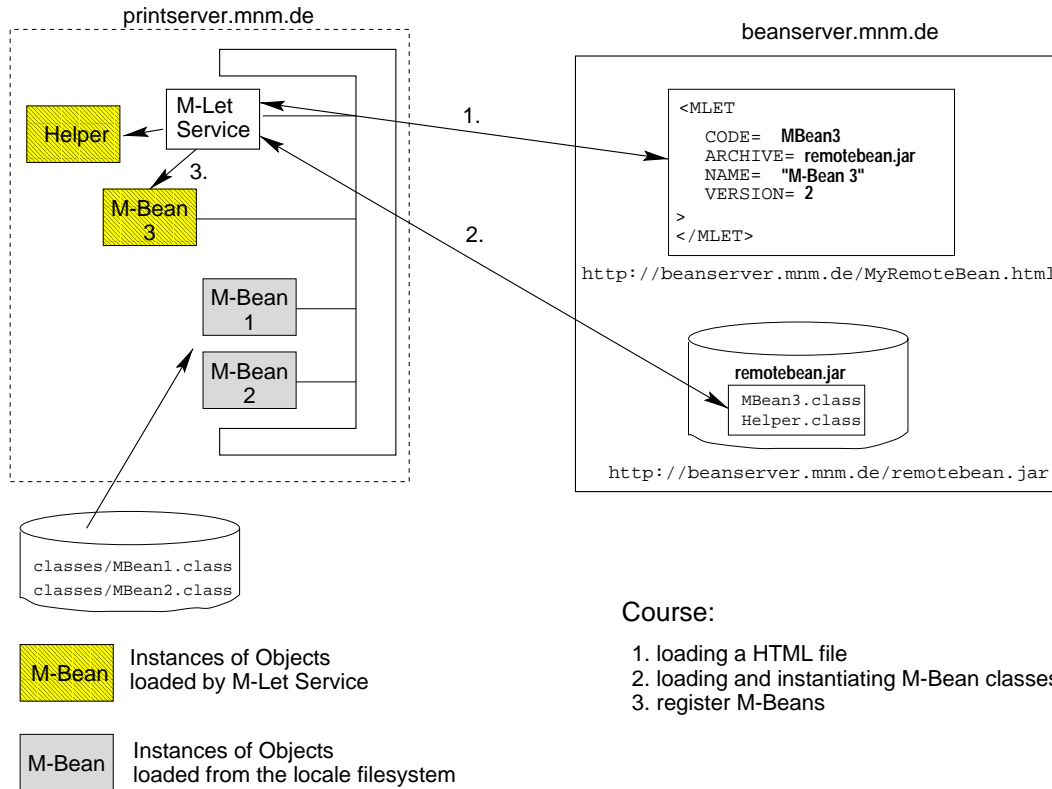 printserver.mnm.de
M-Let
Service
Helper
3.
M-Bean
3
M-Bean
1
M-Bean
2
classes/MBean1.class
classes/MBean2.class
1.
2.
beanserver.mnm.de
<MLET
CODE= MBean3
ARCHIVE= remotebean.jar
NAME= "M-Bean 3"
VERSION= 2
>
</MLET>
http://beanserver.mnm.de/MyRemoteBean.html
remotebean.jar
MBean3.class
Helper.class
http://beanserver.mnm.de/remotebean.jar
M-Bean
Instances of Objects
loaded by M-Let Service
M-Bean
Instances of Objects
loaded from the locale filesystem
Course:
1. loading a HTML file
2. loading and instantiating M-Bean classes
3. register M-Beans